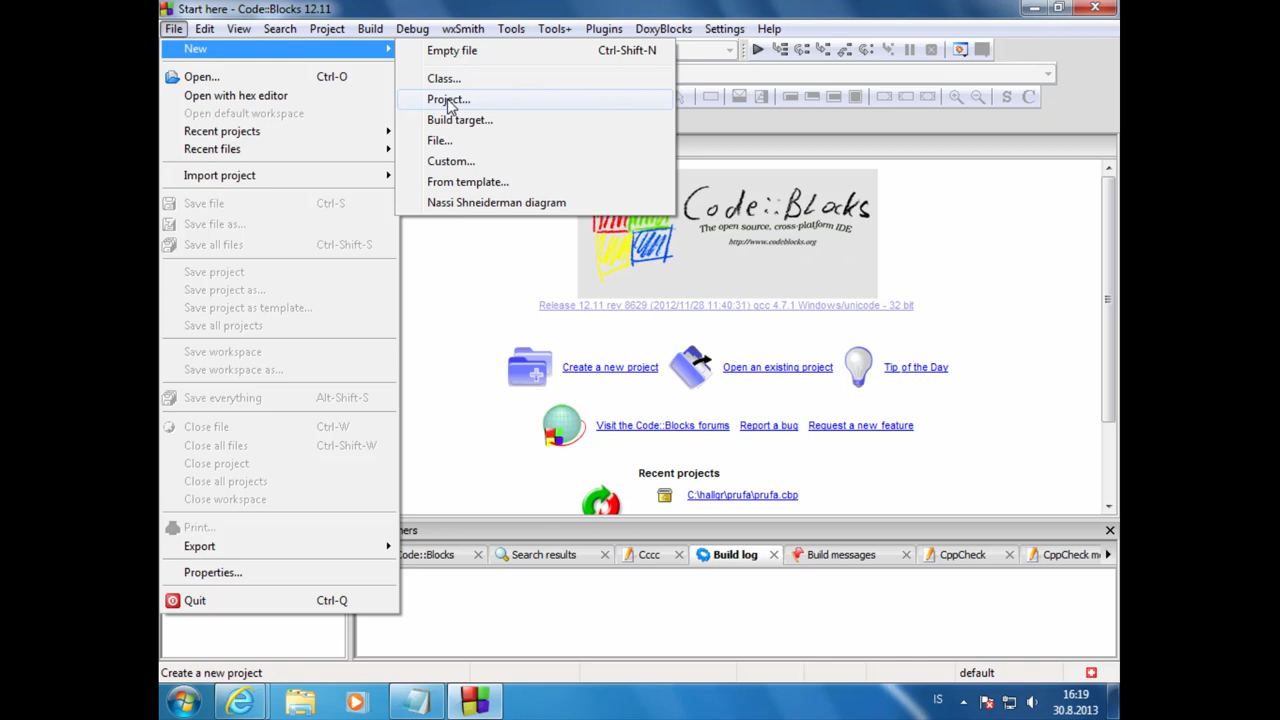 Start here - Code::Blocks 12.11
File Edit View Search Project Build Debug wxSmith Tools Tools+ Plugins DoxyBlocks Settings Help
New
Open... Ctrl-O
Open with hex editor
Open default workspace
Recent projects
Recent files
Import project
Save file Ctrl-S
Save file as...
Save all files Ctrl-Shift-S
Save project
Save project as...
Save project as template...
Save all projects
Save workspace
Save workspace as...
Save everything Alt-Shift-S
Close file Ctrl-W
Close all files Ctrl-Shift-W
Close project
Close all projects
Close workspace
Print...
Export
Properties...
Quit Ctrl-Q
Empty file Ctrl-Shift-N
Class...
Project...
Build target...
File...
Custom...
From template...
Nassi Shneiderman diagram
S C
Code::Blocks
The open source, cross-platform IDE
http://www.codeblocks.org
Release 12.11 rev 8629 (2012/11/28 11:40:31) gcc 4.7.1 Windows/unicode - 32 bit
Create a new project Open an existing project Tip of the Day
Visit the Code::Blocks forums Report a bug Request a new feature
Recent projects
C:\hallgr\prufa\prufa.cbp
hers
Code::Blocks Search results Cccc Build log Build messages CppCheck CppCheck me
Create a new project default
IS 16:19
30.8.2013